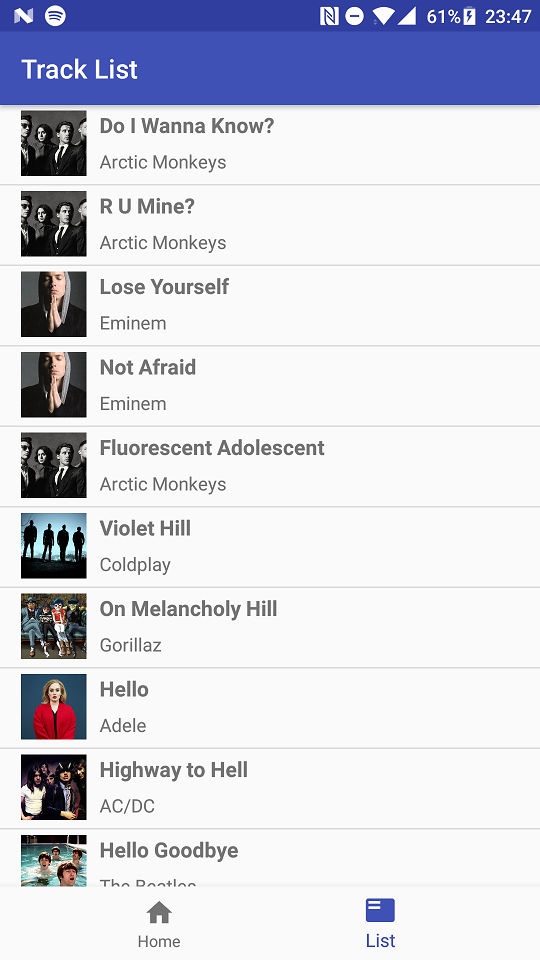 61% 23:47
Track List
Do I Wanna Know?
Arctic Monkeys
R U Mine?
Arctic Monkeys
Lose Yourself
Eminem
Not Afraid
Eminem
Fluorescent Adolescent
Arctic Monkeys
Violet Hill
Coldplay
On Melancholy Hill
Gorillaz
Hello
Adele
Highway to Hell
AC/DC
Hello Goodbye
The Beatles
Home
List